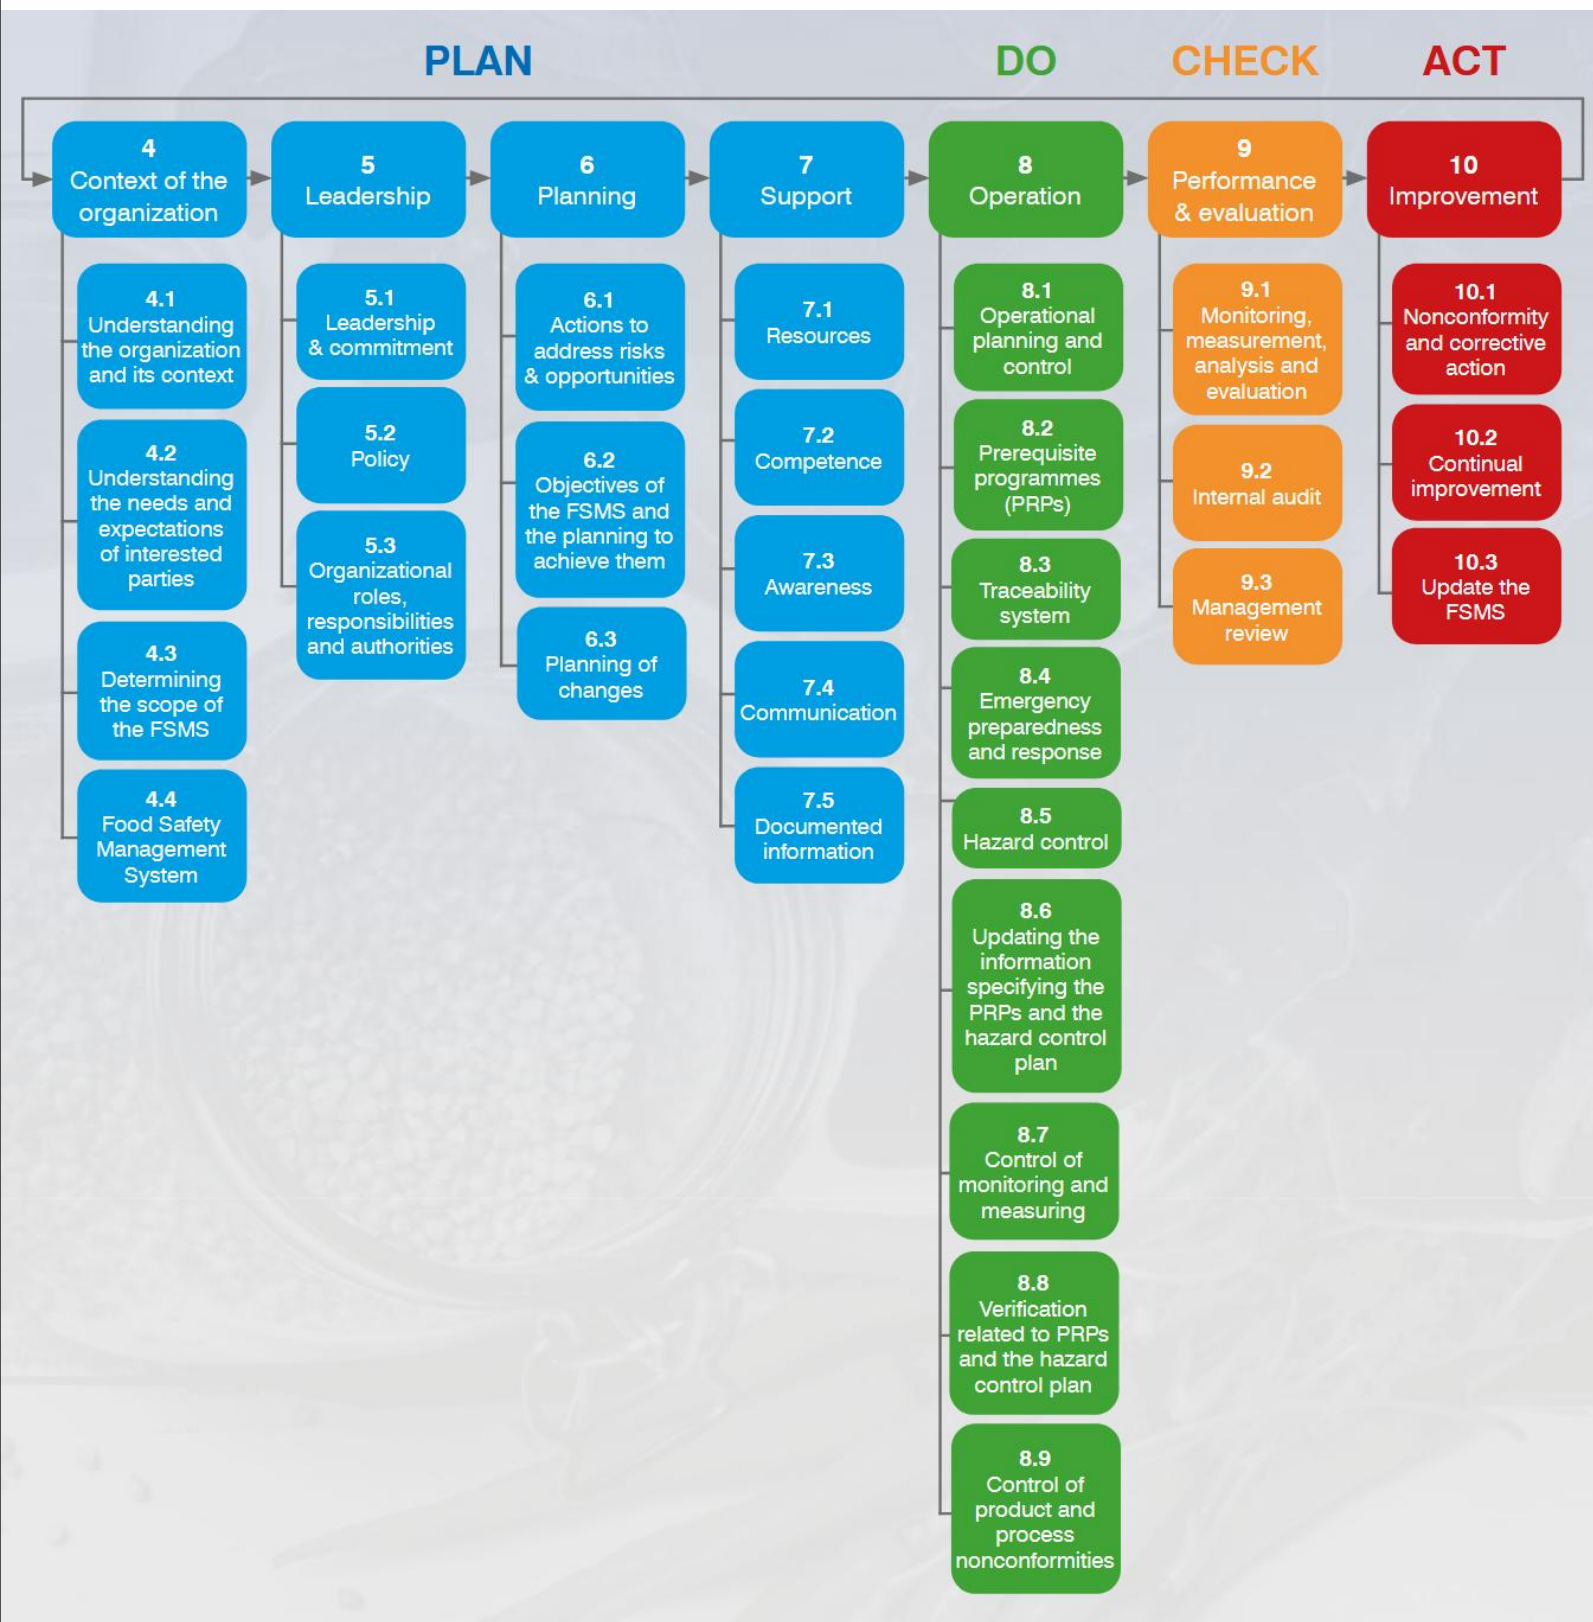 PLAN
DO
CHECK
ACT
4
Context of the
organization
5
Leadership
6
Planning
7
Support
8
Operation
9
Performance
& evaluation
10
Improvement
4.1
Understanding
the organization
and its context
4.2
Understanding
the needs and
expectations
of interested
parties
4.3
Determining
the scope of
the FSMS
4.4
Food Safety
Management
System
5.1
Leadership
& commitment
5.2
Policy
5.3
Organizational
roles,
responsibilities
and authorities
6.1
Actions to
address risks
& opportunities
6.2
Objectives of
the FSMS and
the planning to
achieve them
6.3
Planning of
changes
7.1
Resources
7.2
Competence
7.3
Awareness
7.4
Communication
7.5
Documented
information
8.1
Operational
planning and
control
8.2
Prerequisite
programmes
(PRPs)
8.3
Traceability
system
8.4
Emergency
preparedness
and response
8.5
Hazard control
8.6
Updating the
information
specifying the
PRPs and the
hazard control
plan
8.7
Control of
monitoring and
measuring
8.8
Verification
related to PRPs
and the hazard
control plan
8.9
Control of
product and
process
nonconformities
9.1
Monitoring,
measurement,
analysis and
evaluation
9.2
Internal audit
9.3
Management
review
10.1
Nonconformity
and corrective
action
10.2
Continual
improvement
10.3
Update the
FSMS